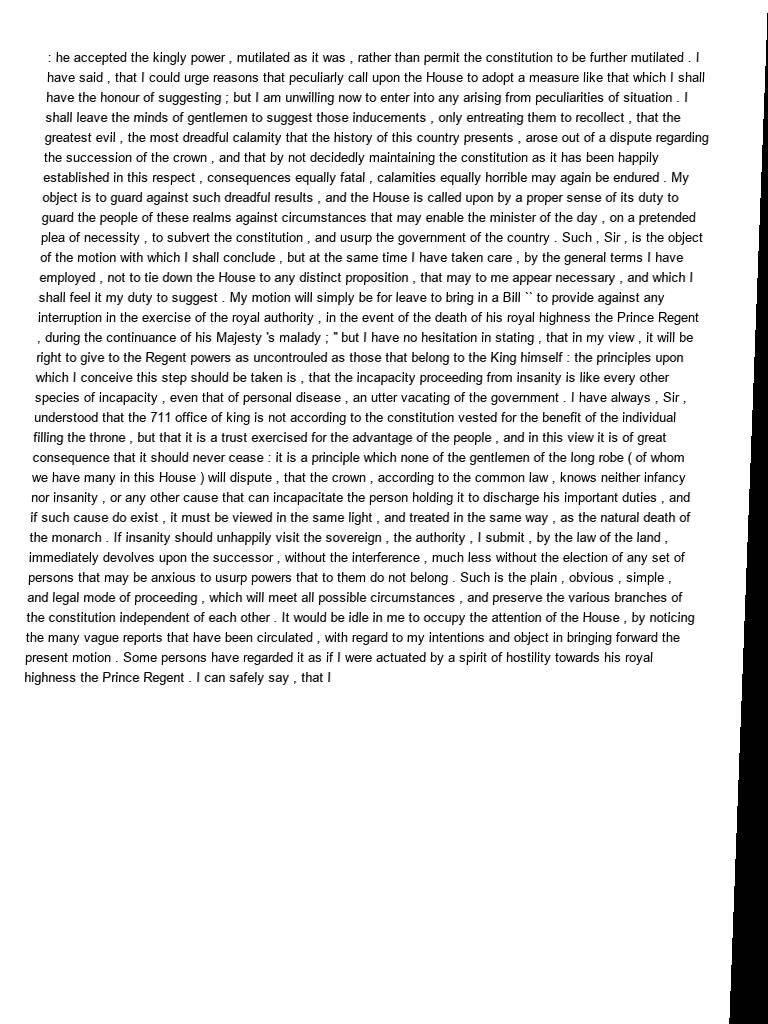 : he accepted the kingly power , mutilated as it was , rather than permit the constitution to be further mutilated . I
have said , that I could urge reasons that peculiarly call upon the House to adopt a measure like that which I shall
have the honour of suggesting ; but I am unwilling now to enter into any arising from peculiarities of situation . I
shall leave the minds of gentlemen to suggest those inducements , only entreating them to recollect , that the
greatest evil , the most dreadful calamity that the history of this country presents , arose out of a dispute regarding
the succession of the crown , and that by not decidedly maintaining the constitution as it has been happily
established in this respect , consequences equally fatal , calamities equally horrible may again be endured . My
object is to guard against such dreadful results , and the House is called upon by a proper sense of its duty to
guard the people of these realms against circumstances that may enable the minister of the day , on a pretended
plea of necessity , to subvert the constitution , and usurp the government of the country . Such , Sir , is the object
of the motion with which I shall conclude , but at the same time I have taken care , by the general terms I have
employed , not to tie down the House to any distinct proposition , that may to me appear necessary , and which I
shall feel it my duty to suggest . My motion will simply be for leave to bring in a Bill `` to provide against any
interruption in the exercise of the royal authority , in the event of the death of his royal highness the Prince Regent
, during the continuance of his Majesty 's malady ; '' but I have no hesitation in stating , that in my view , it will be
right to give to the Regent powers as uncontrouled as those that belong to the King himself : the principles upon
which I conceive this step should be taken is , that the incapacity proceeding from insanity is like every other
species of incapacity , even that of personal disease , an utter vacating of the government . I have always , Sir ,
understood that the 711 office of king is not according to the constitution vested for the benefit of the individual
filling the throne , but that it is a trust exercised for the advantage of the people , and in this view it is of great
consequence that it should never cease : it is a principle which none of the gentlemen of the long robe ( of whom
we have many in this House ) will dispute , that the crown , according to the common law , knows neither infancy
nor insanity , or any other cause that can incapacitate the person holding it to discharge his important duties , and
if such cause do exist , it must be viewed in the same light , and treated in the same way , as the natural death of
the monarch . If insanity should unhappily visit the sovereign , the authority , I submit , by the law of the land ,
immediately devolves upon the successor , without the interference , much less without the election of any set of
persons that may be anxious to usurp powers that to them do not belong . Such is the plain , obvious , simple ,
and legal mode of proceeding , which will meet all possible circumstances , and preserve the various branches of
the constitution independent of each other . It would be idle in me to occupy the attention of the House , by noticing
the many vague reports that have been circulated , with regard to my intentions and object in bringing forward the
present motion . Some persons have regarded it as if I were actuated by a spirit of hostility towards his royal
highness the Prince Regent . I can safely say , that I